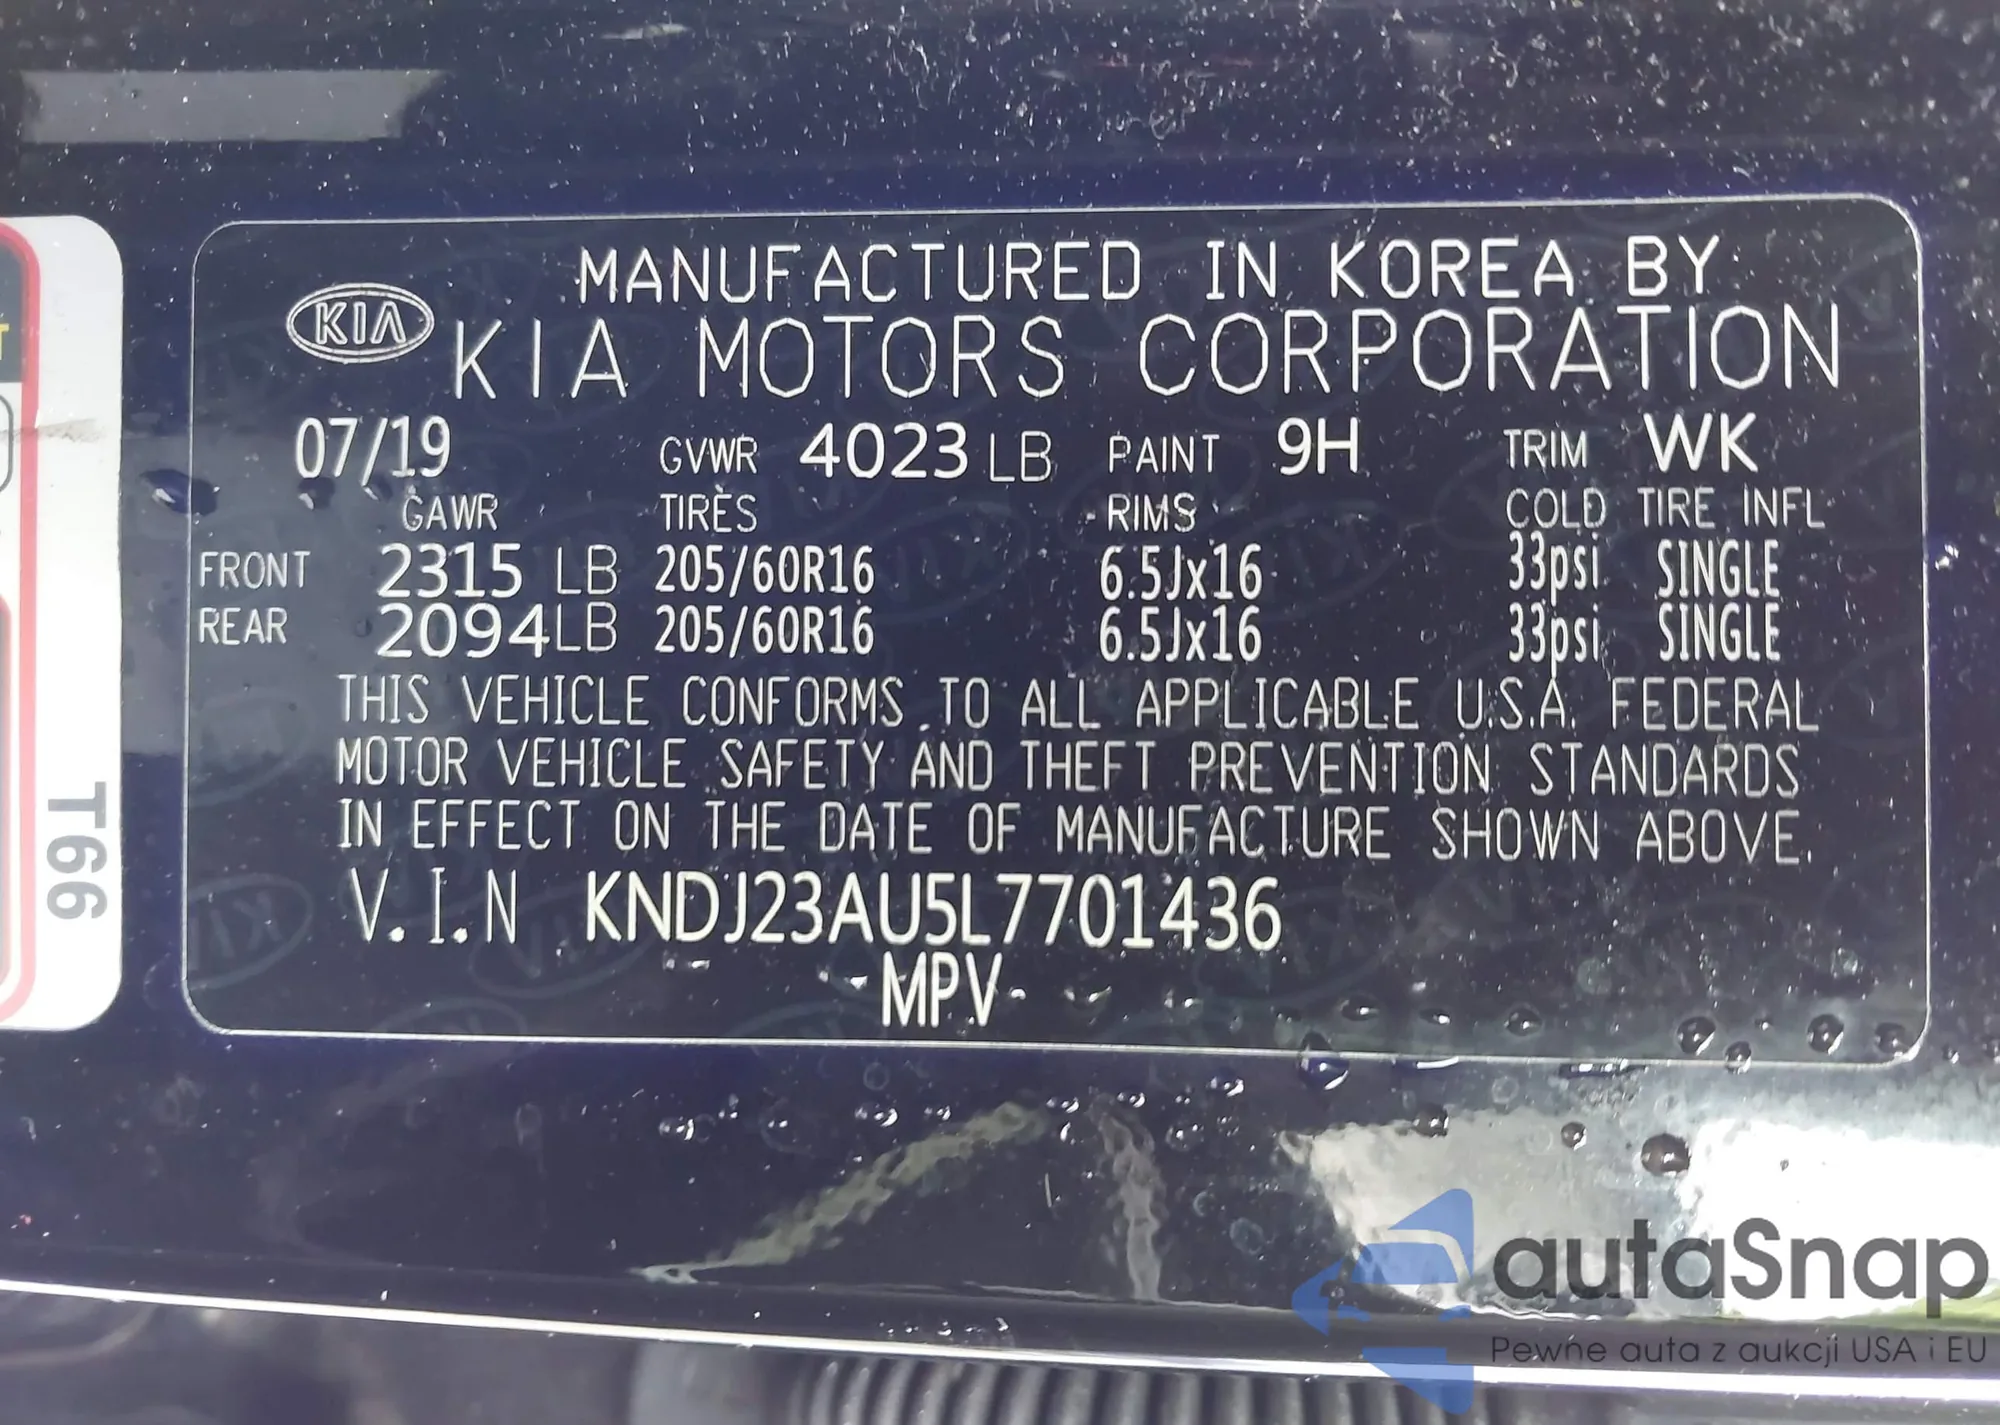 MANUFACTURED IN KOREA BY
KIA KIA MOTORS CORPORATION
07/19 GVWR 4023 LB PAINT 9H TRIM WK
GAWR TIRES RIMS COLD TIRE INFL
FRONT 2315 LB 205/60R16 6.5Jx16 33psi SINGLE
REAR 2094LB 205/60R16 6.5Jx16 33psi SINGLE
THIS VEHICLE CONFORMS TO ALL APPLICABLE U.S.A. FEDERAL
MOTOR VEHICLE SAFETY AND THEFT PREVENTION STANDARDS
IN EFFECT ON THE DATE OF MANUFACTURE SHOWN ABOVE.
V.I.N KNDJ23AU5L7701436
MPV
T66
autaSnap
Pewne auta z aukcji USA i EU